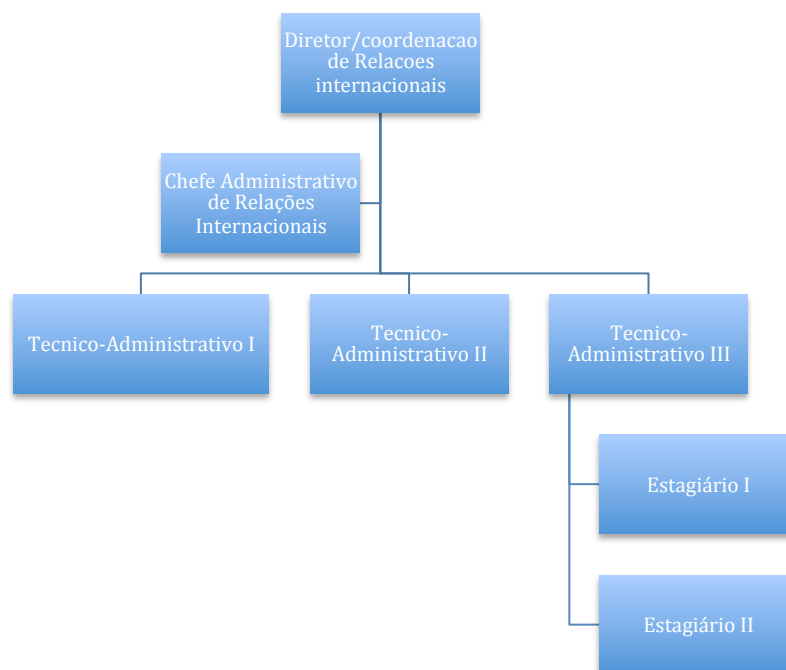 Diretor/coordenacao
de Relacoes
internacionais
Chefe Administrativo
de Relações
Internacionais
Tecnico-Administrativo I
Tecnico-
Administrativo II
Tecnico-
Administrativo III
Estagiário I
Estagiário II